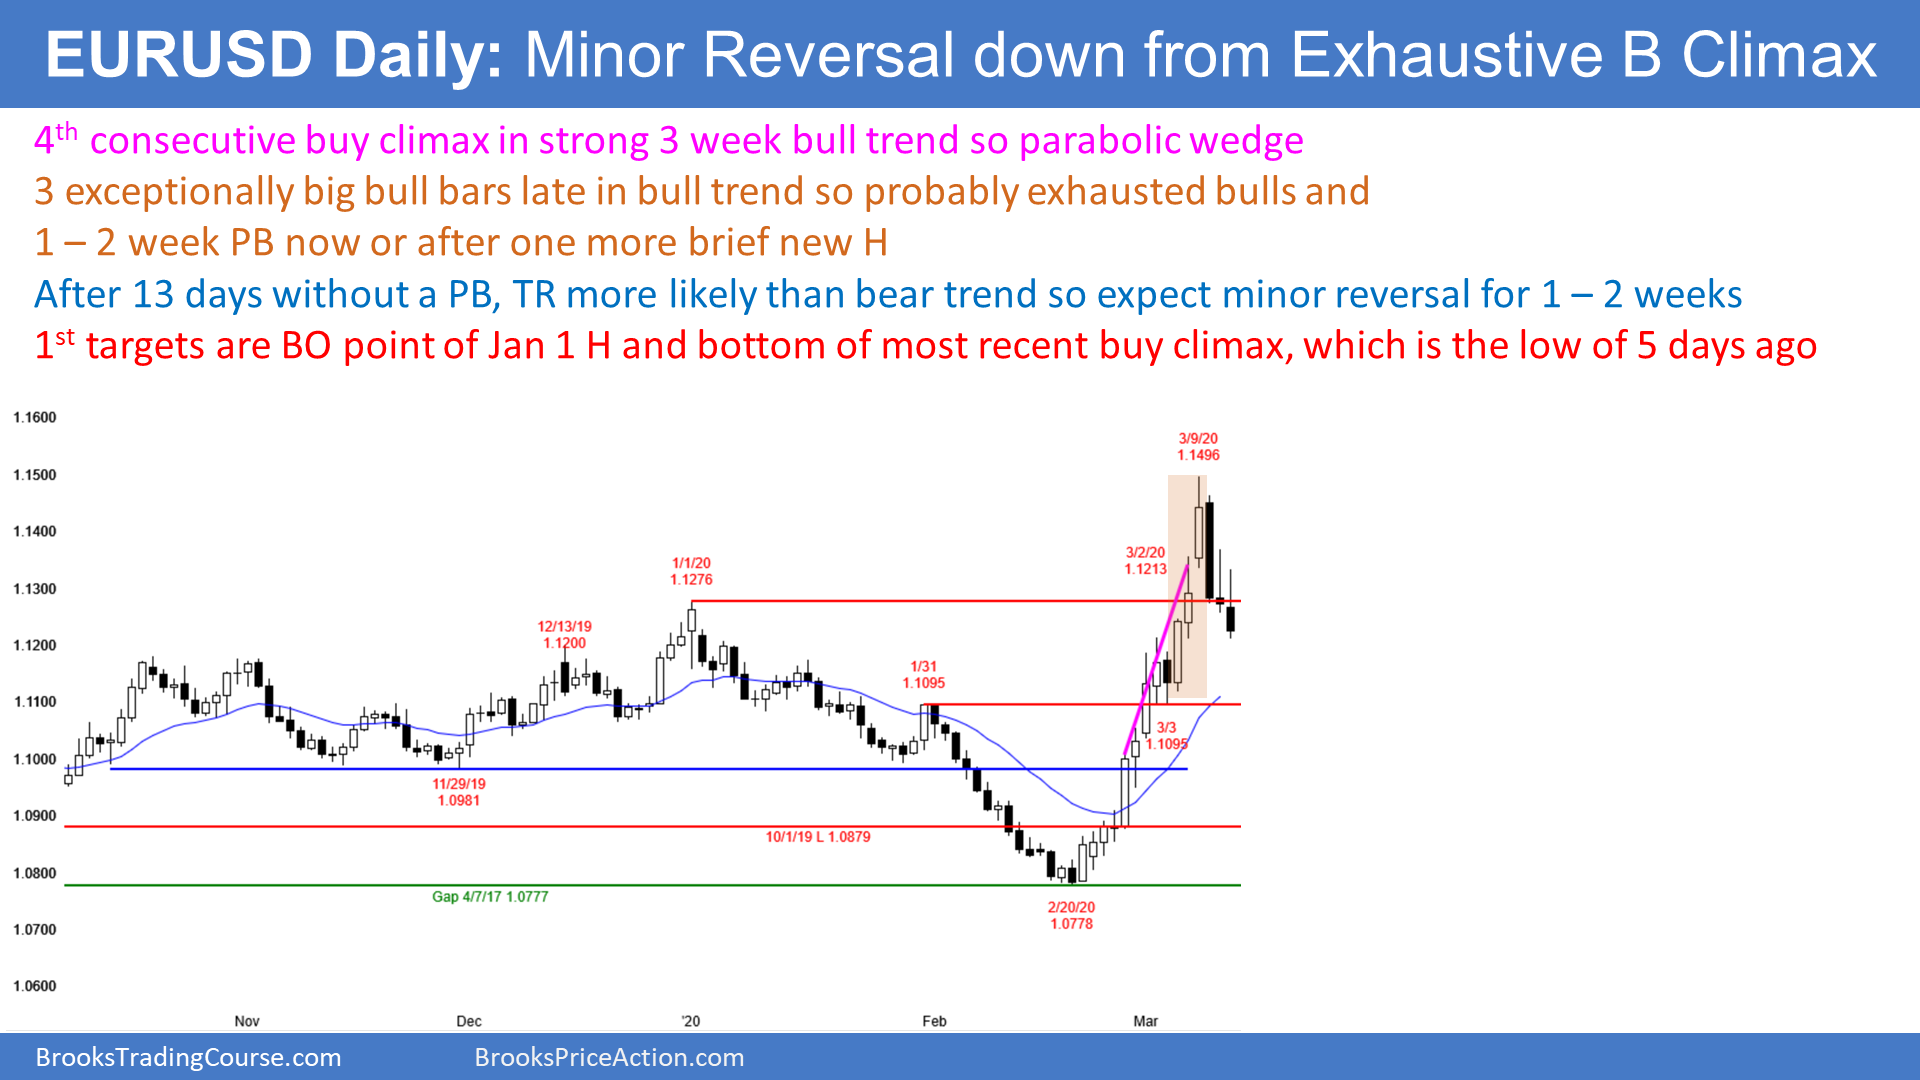 EURUSD Daily: Minor Reversal down from Exhaustive B Climax
4th consecutive buy climax in strong 3 week bull trend so parabolic wedge
3 exceptionally big bull bars late in bull trend so probably exhausted bulls and
1 – 2 week PB now or after one more brief new H
After 13 days without a PB, TR more likely than bear trend so expect minor reversal for 1 – 2 weeks
1st targets are BO point of Jan 1 H and bottom of most recent buy climax, which is the low of 5 days ago
1.1600
3/9/20
1.1496
1.1500
1.1400
3/2/20
1.1213
1/1/20
1.1276
1.1300
12/13/19
1.1200
1.1200
1/31
1.1095
1.1100
3/3
1.1095
1.1000
11/29/19
1.0981
1.0900
10/1/19 L 1.0879
1.0800
Gap 4/7/17 1.0777
2/20/20
1.0778
1.0700
1.0600
Nov Dec '20 Feb Mar
BrooksTradingCourse.com BrooksPriceAction.com